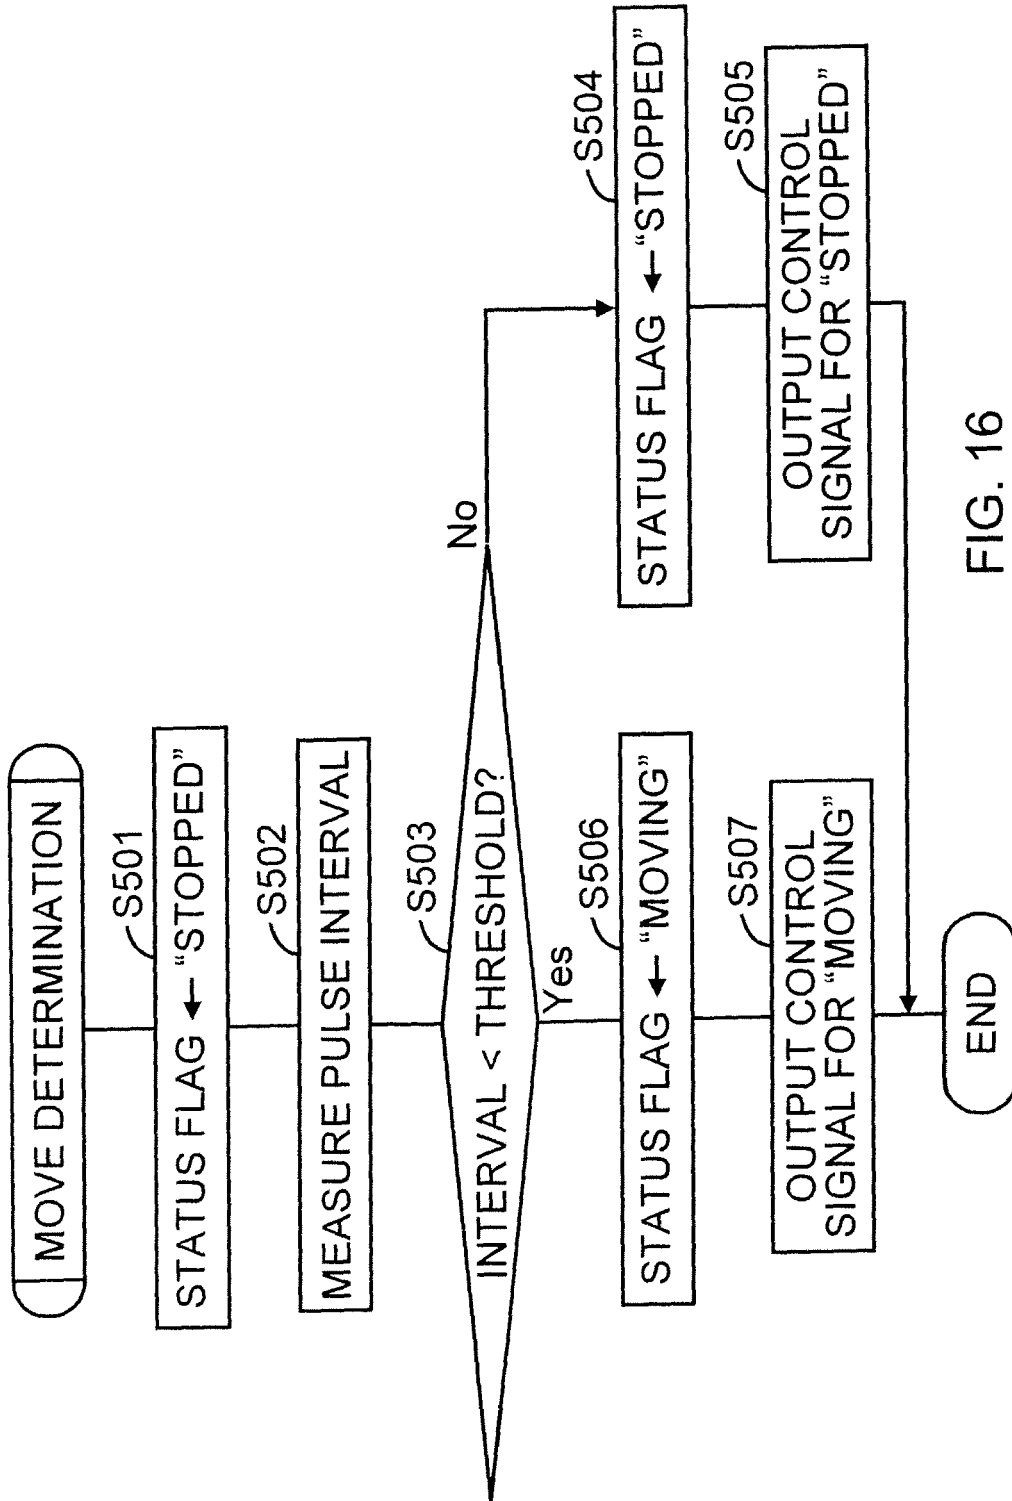 MOVE DETERMINATION
S501
STATUS FLAG ← “STOPPED”
S502
MEASURE PULSE INTERVAL
S503
INTERVAL < THRESHOLD?
No
Yes
S504
STATUS FLAG ← “STOPPED”
S505
OUTPUT CONTROL
SIGNAL FOR “STOPPED”
S506
STATUS FLAG ← “MOVING”
S507
OUTPUT CONTROL
SIGNAL FOR “MOVING”
END
FIG. 16